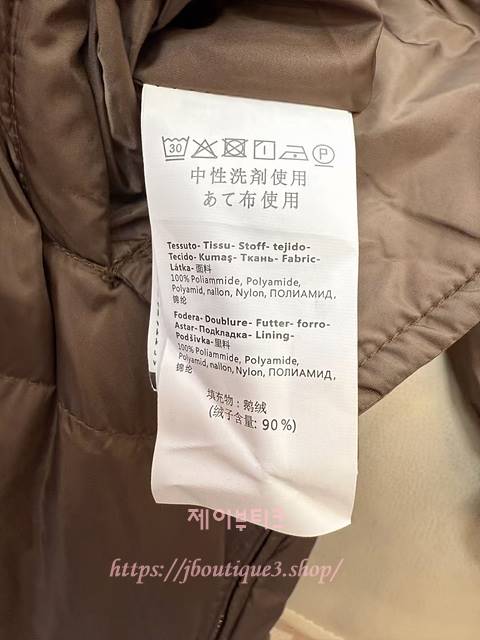 30
中性洗剤使用
あて布使用
Tessuto- Tissu- Stoff- tejido-
Tecido- Kumaş- Ткань- Fabric-
Látka- 面料
100% Poliammide, Polyamide,
Polyamid, nallon, Nylon, ПОЛИАМИД,
锦纶
Fodera- Doublure- Futter- forro-
Astar- Подкладка- Lining-
Podšivka- 里料
100% Poliammide, Polyamide,
Polyamid, nallon, Nylon, ПОЛИАМИД,
锦纶
填充物：鹅绒
(绒子含量: 90%)
제이부티크
https://jboutique3.shop/